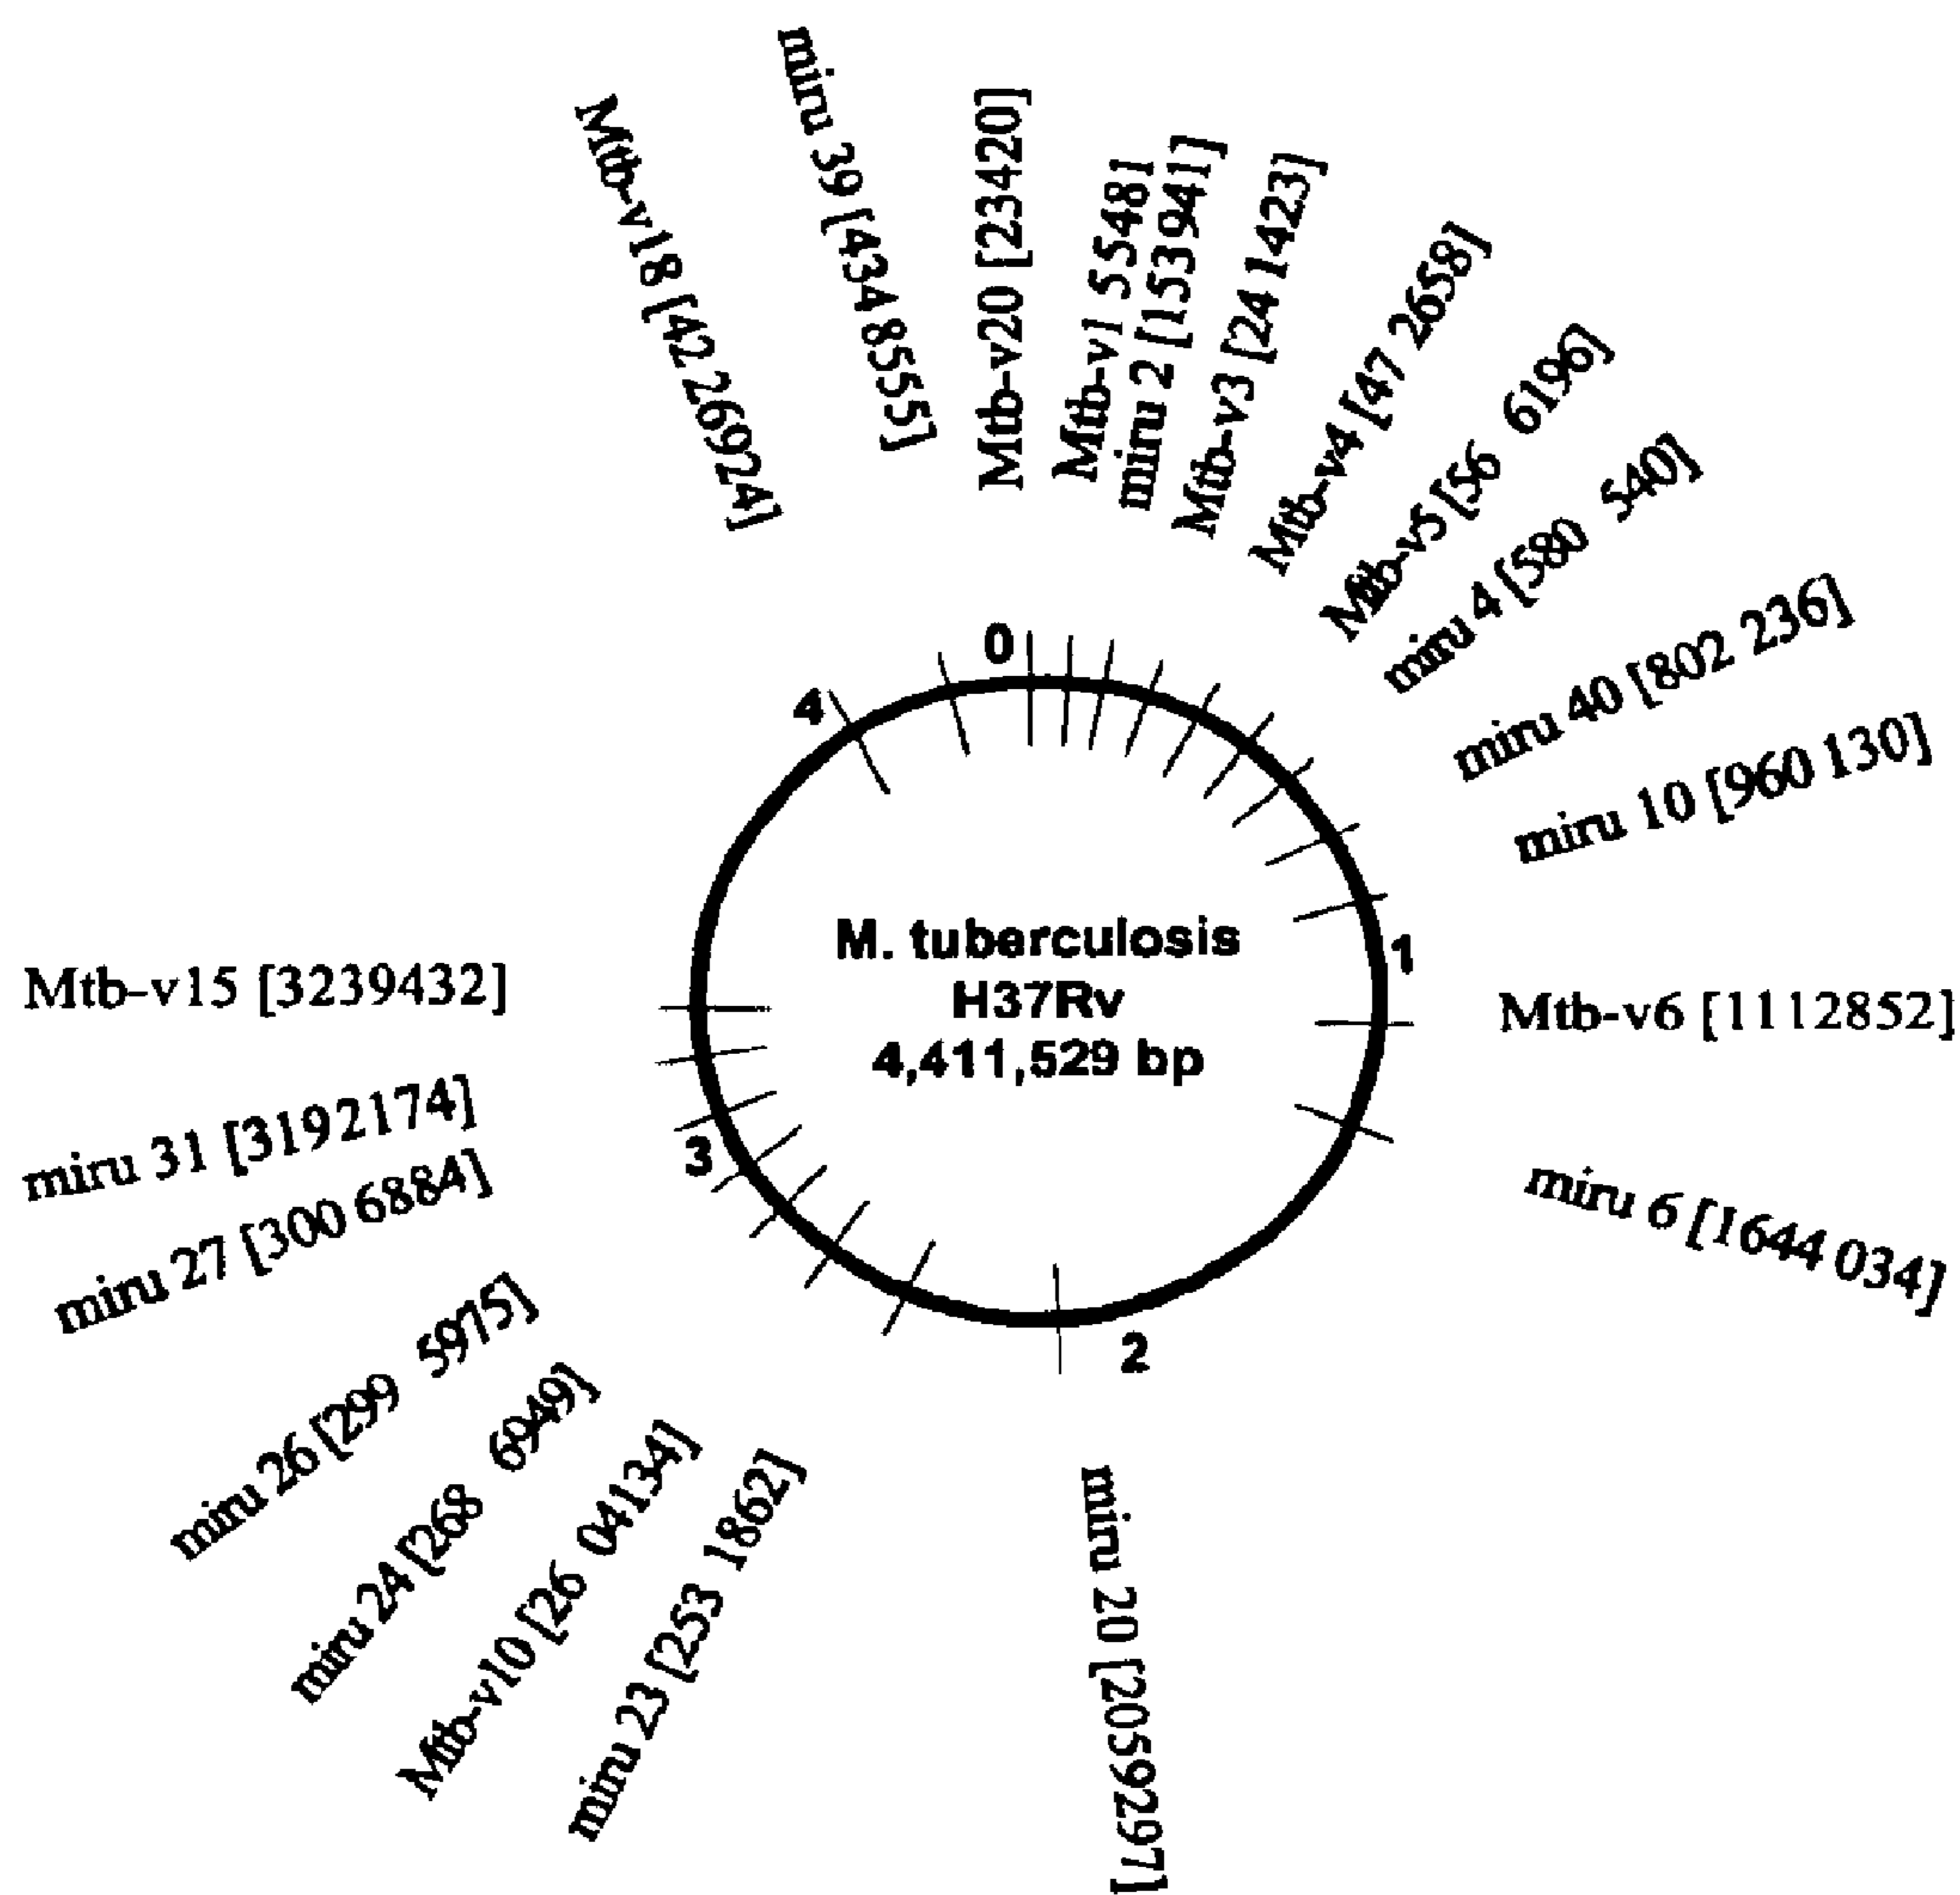 Mtb-v20 [23420]
Mtb-v1 5548]
miru 2 [153941]
Mtb-v3 [24 1423]
Mtb-v4 [47 2658]
Mtb-v5 [56 6196]
miru 4 [580 540]
miru 40 [802 236]
miru 10 [960 130]
Mtb-v6 [1112852]
miru 6 [1644 034]
miru 20 [2059297]
miru 23 [253 1862]
Mtb-v10 [26 04134]
miru 24 [268 6949]
miru 26 [299 5975]
miru 27 [300 6884]
miru 31 [3192174]
Mtb-v15 [3239432]
Mtb-v18 [42 26924]
miru 39 [434 8555]
0
1
2
3
4
M. tuberculosis
H37Rv
4,411,529 bp